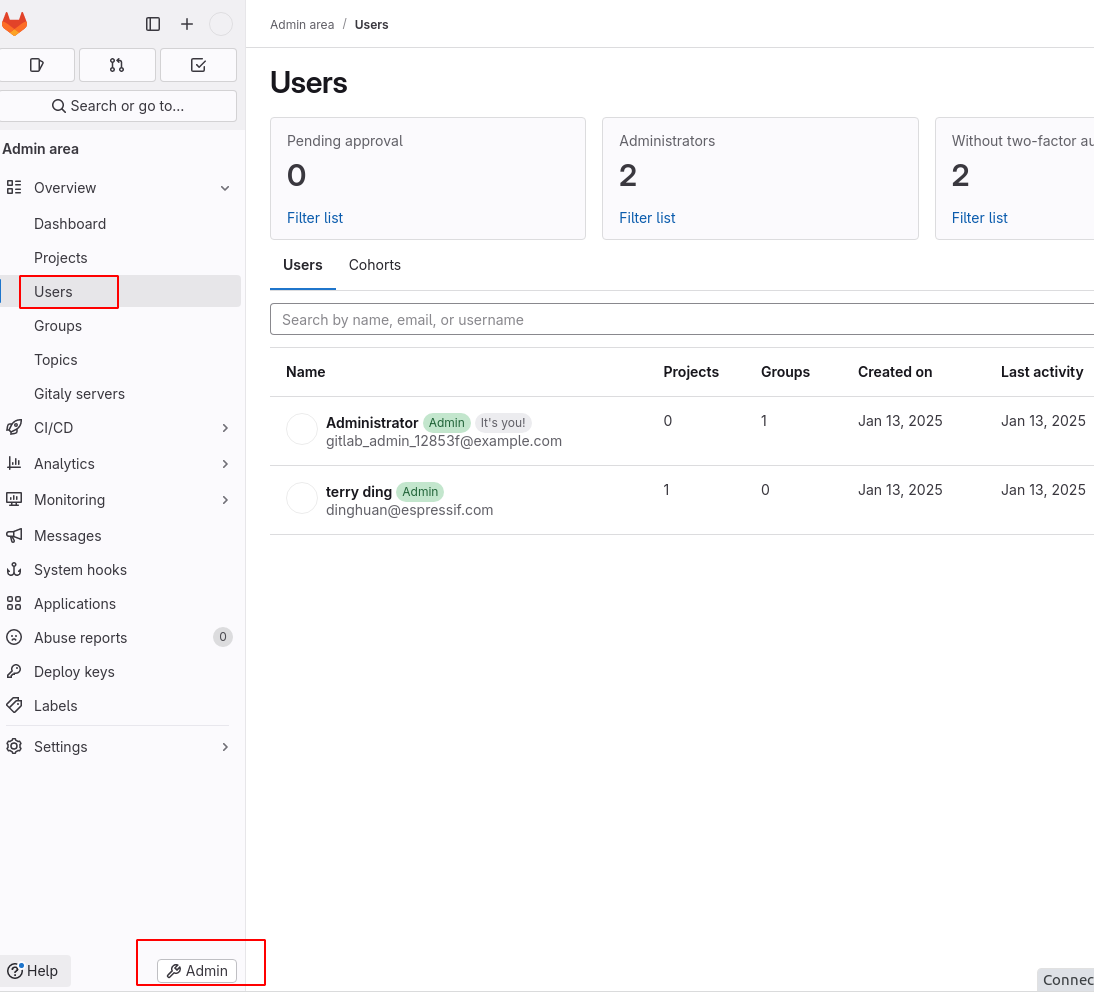 Admin area / Users
Search or go to...
Admin area
Overview
Dashboard
Projects
Users
Groups
Topics
Gitaly servers
CI/CD
Analytics
Monitoring
Messages
System hooks
Applications
Abuse reports 0
Deploy keys
Labels
Settings
Help
Admin
Users
Pending approval
0
Filter list
Administrators
2
Filter list
Without two-factor au
2
Filter list
Users Cohorts
Search by name, email, or username
Name Projects Groups Created on Last activity
Administrator Admin It's you! 0 1 Jan 13, 2025 Jan 13, 2025
gitlab_admin_12853f@example.com
terry ding Admin 1 0 Jan 13, 2025 Jan 13, 2025
dinghuan@espressif.com
Connec